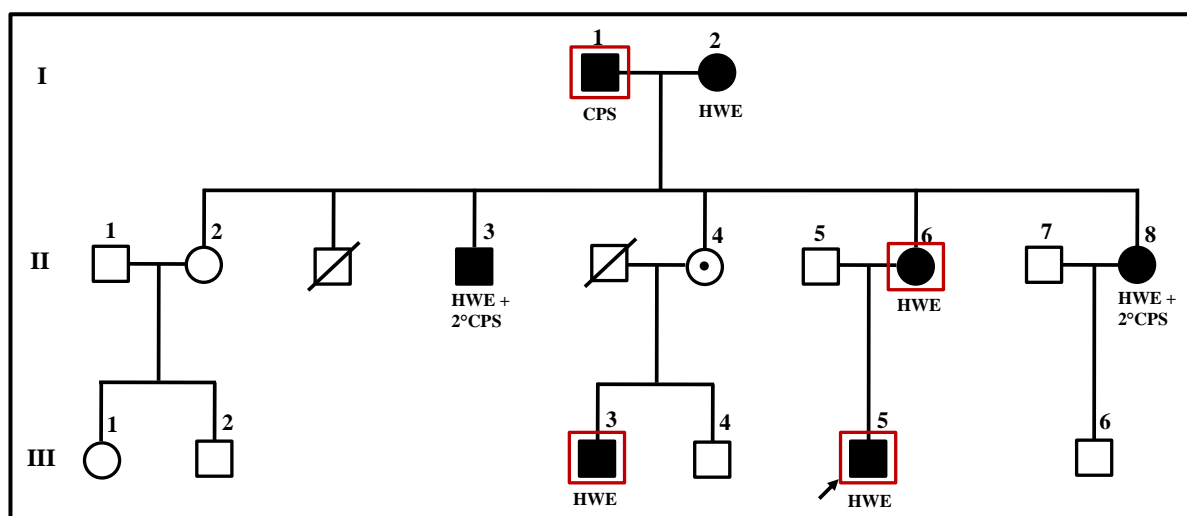 1 2
I
CPS HWE
1 2 3 4 5 6 7 8
II
HWE +
2°CPS
HWE
HWE +
2°CPS
1 2 3 4 5 6
III
HWE HWE